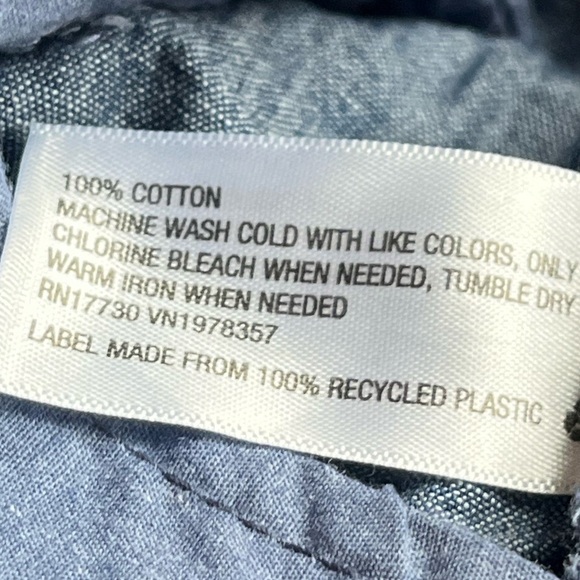 100% COTTON
MACHINE WASH COLD WITH LIKE COLORS, ONLY
CHLORINE BLEACH WHEN NEEDED, TUMBLE DRY
WARM IRON WHEN NEEDED
RN17730 VN1978357
LABEL MADE FROM 100% RECYCLED PLASTIC